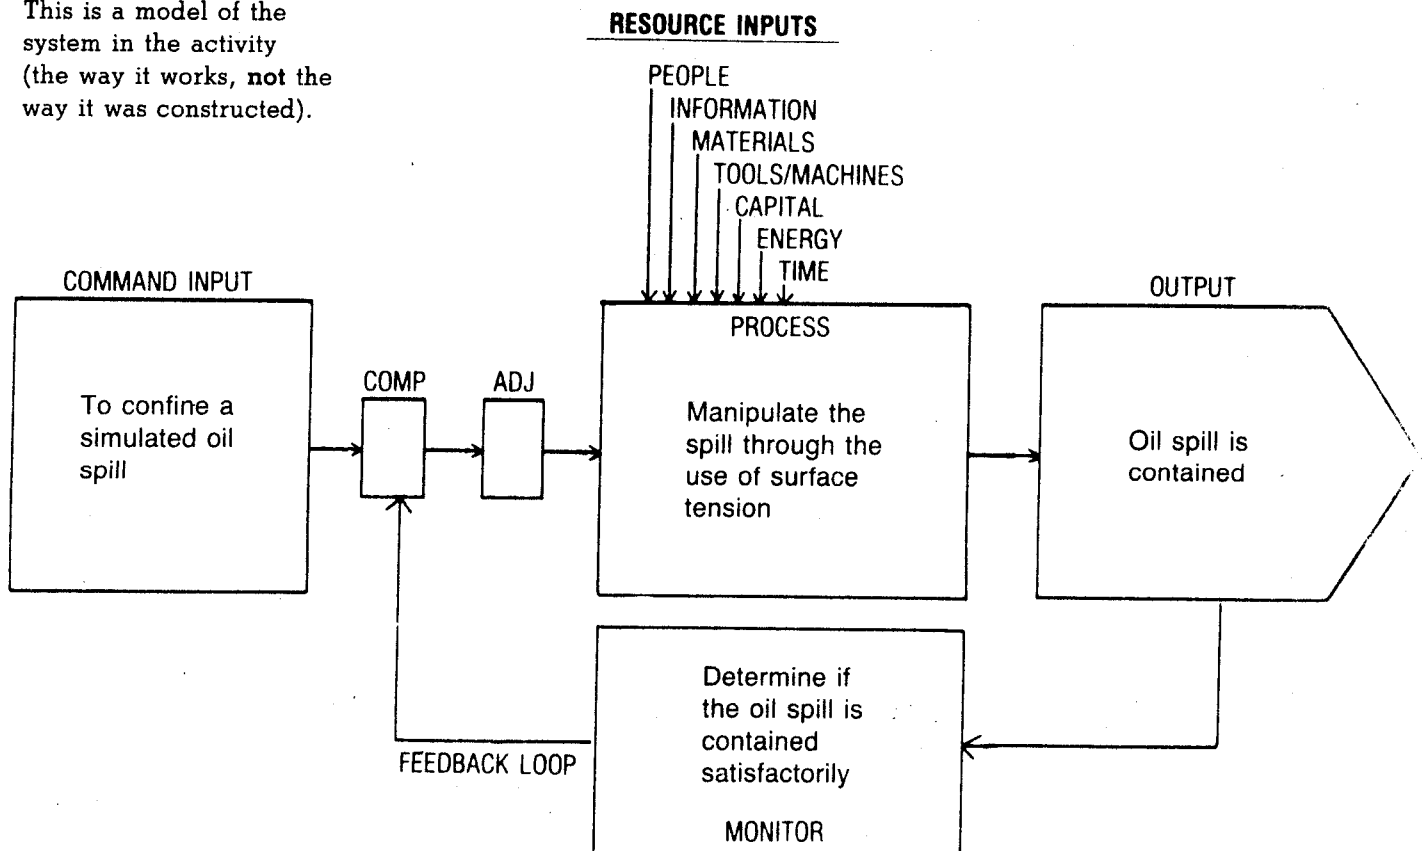 This is a model of the
system in the activity
(the way it works, not the
way it was constructed).
RESOURCE INPUTS
PEOPLE
INFORMATION
MATERIALS
TOOLS/MACHINES
CAPITAL
ENERGY
TIME
COMMAND INPUT
To confine a
simulated oil
spill
COMP
ADJ
PROCESS
Manipulate the
spill through the
use of surface
tension
OUTPUT
Oil spill is
contained
FEEDBACK LOOP
Determine if
the oil spill is
contained
satisfactorily
MONITOR